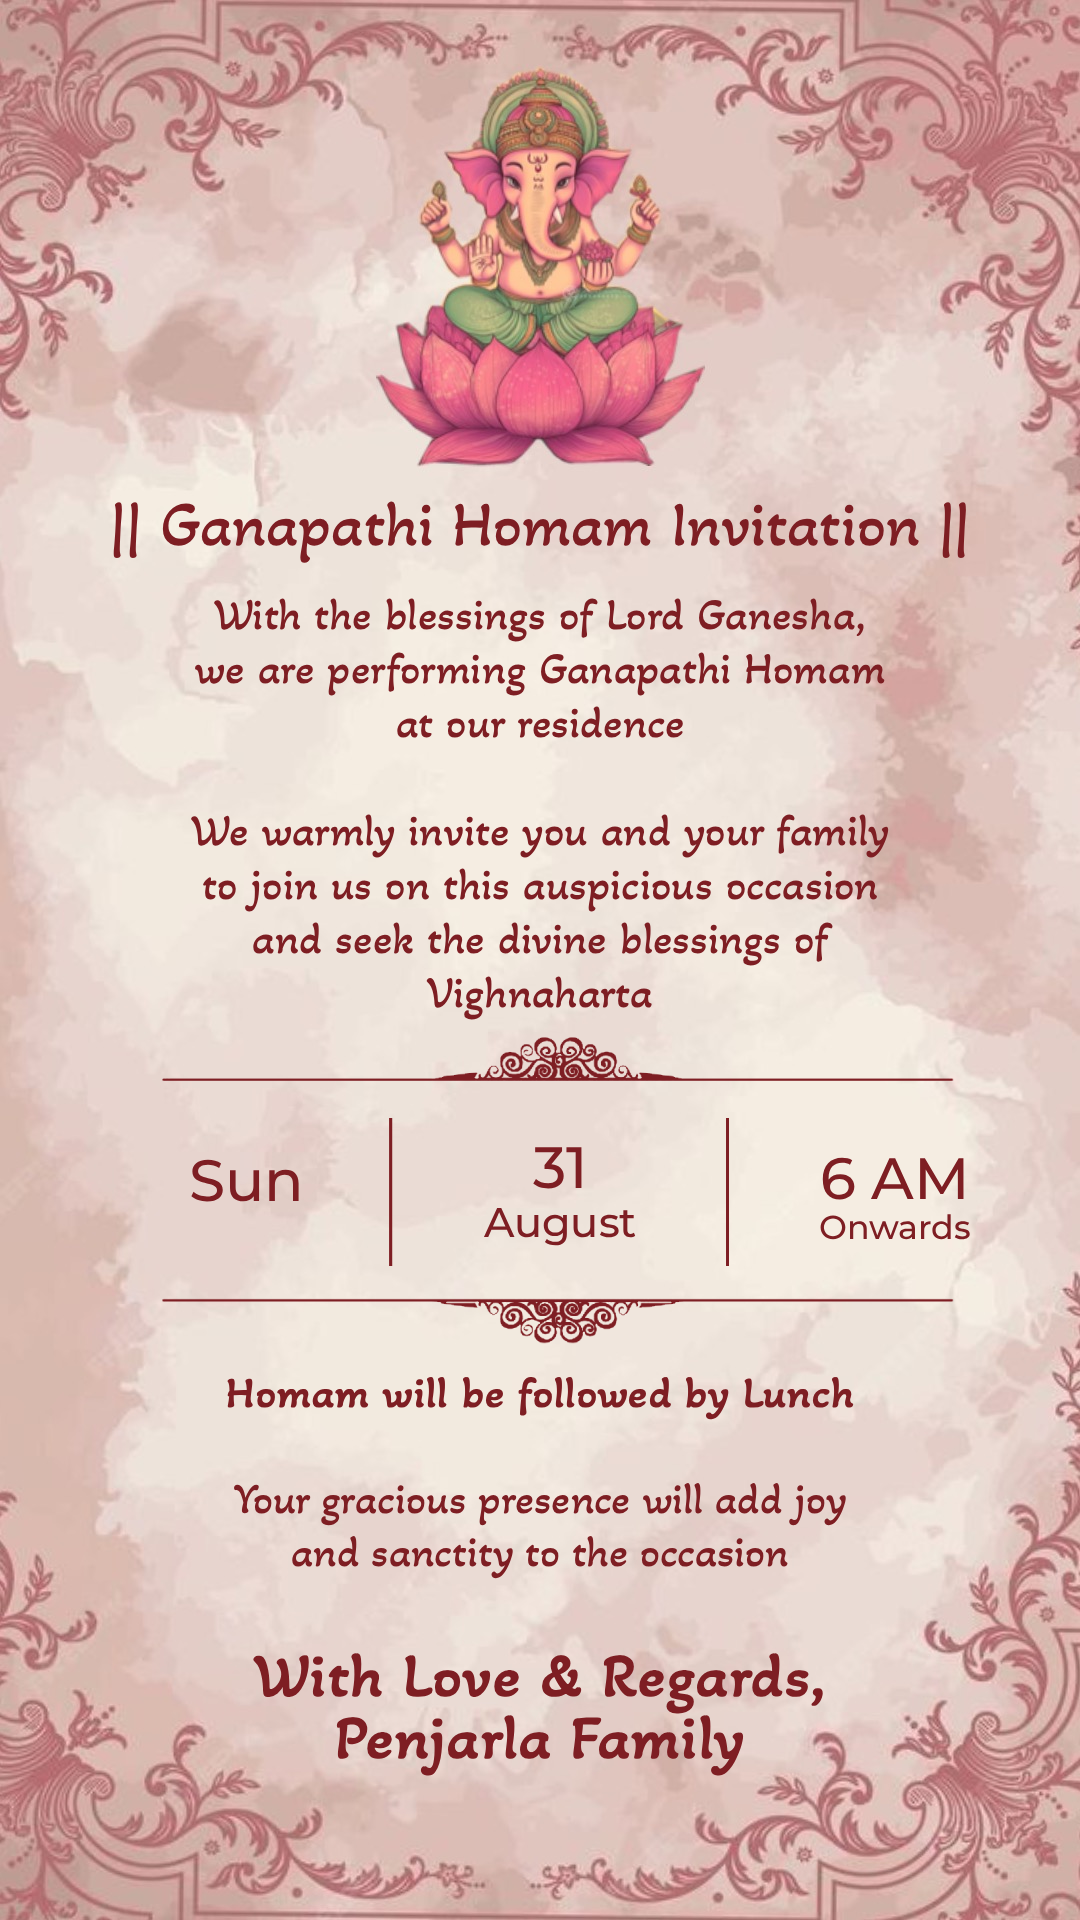 || Ganapathi Homam Invitation ||
With the blessings of Lord Ganesha,
we are performing Ganapathi Homam
at our residence
We warmly invite you and your family
to join us on this auspicious occasion
and seek the divine blessings of
Vighnaharta
Sun
31
August
6 AM
Onwards
Homam will be followed by Lunch
Your gracious presence will add joy
and sanctity to the occasion
With Love & Regards,
Penjarla Family